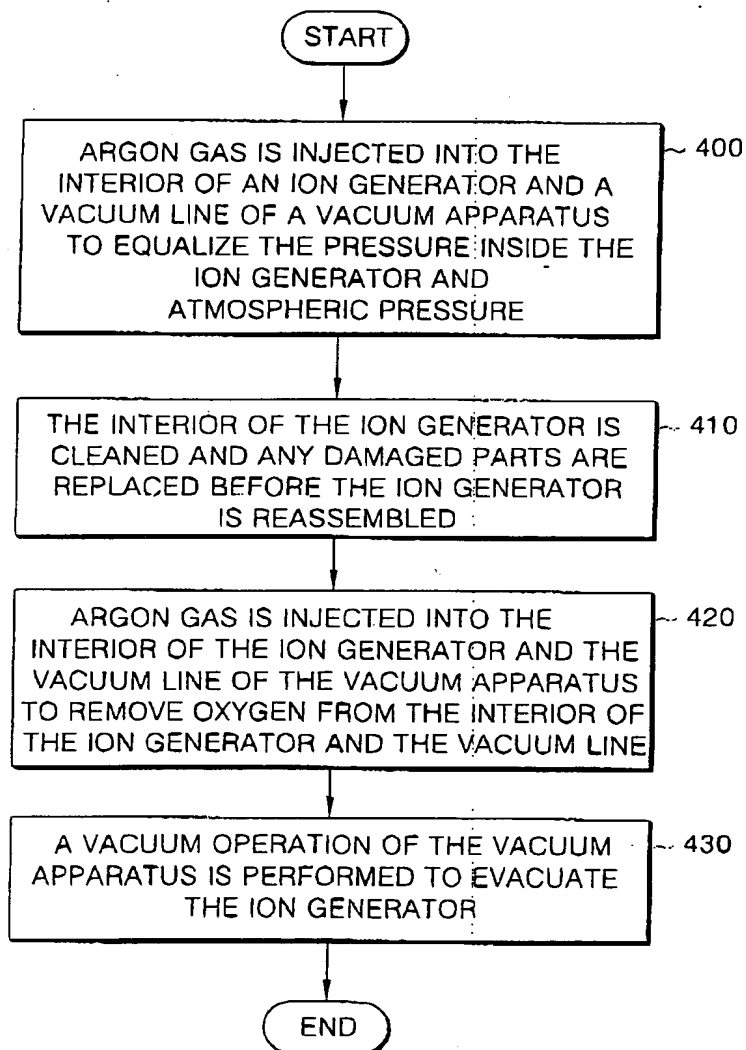 START
ARGON GAS IS INJECTED INTO THE
INTERIOR OF AN ION GENERATOR AND A
VACUUM LINE OF A VACUUM APPARATUS
TO EQUALIZE THE PRESSURE INSIDE THE
ION GENERATOR AND
ATMOSPHERIC PRESSURE
400
THE INTERIOR OF THE ION GENERATOR IS
CLEANED AND ANY DAMAGED PARTS ARE
REPLACED BEFORE THE ION GENERATOR
IS REASSEMBLED
410
ARGON GAS IS INJECTED INTO THE
INTERIOR OF THE ION GENERATOR AND THE
VACUUM LINE OF THE VACUUM APPARATUS
TO REMOVE OXYGEN FROM THE INTERIOR OF
THE ION GENERATOR AND THE VACUUM LINE
420
A VACUUM OPERATION OF THE VACUUM
APPARATUS IS PERFORMED TO EVACUATE
THE ION GENERATOR
430
END